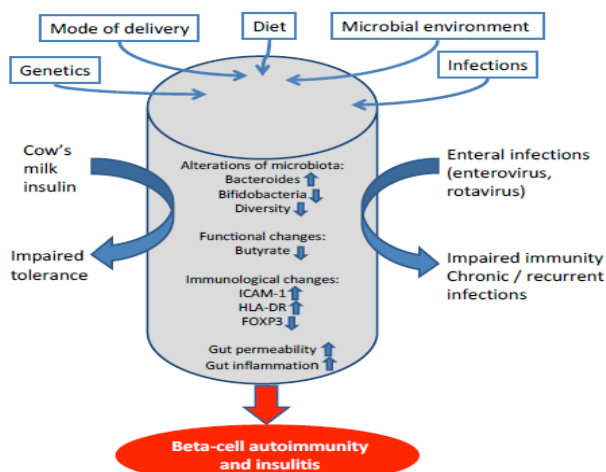 Mode of delivery
Diet
Microbial environment
Genetics
Infections
Cow's
milk
insulin
Impaired
tolerance
Alterations of microbiota:
Bacteroides
Bifidobacteria
Diversity
Functional changes:
Butyrate
Immunological changes:
ICAM-1
HLA-DR
FOXP3
Gut permeability
Gut inflammation
Enteral infections
(enterovirus,
rotavirus)
Impaired immunity
Chronic / recurrent
infections
Beta-cell autoimmunity
and insulitis